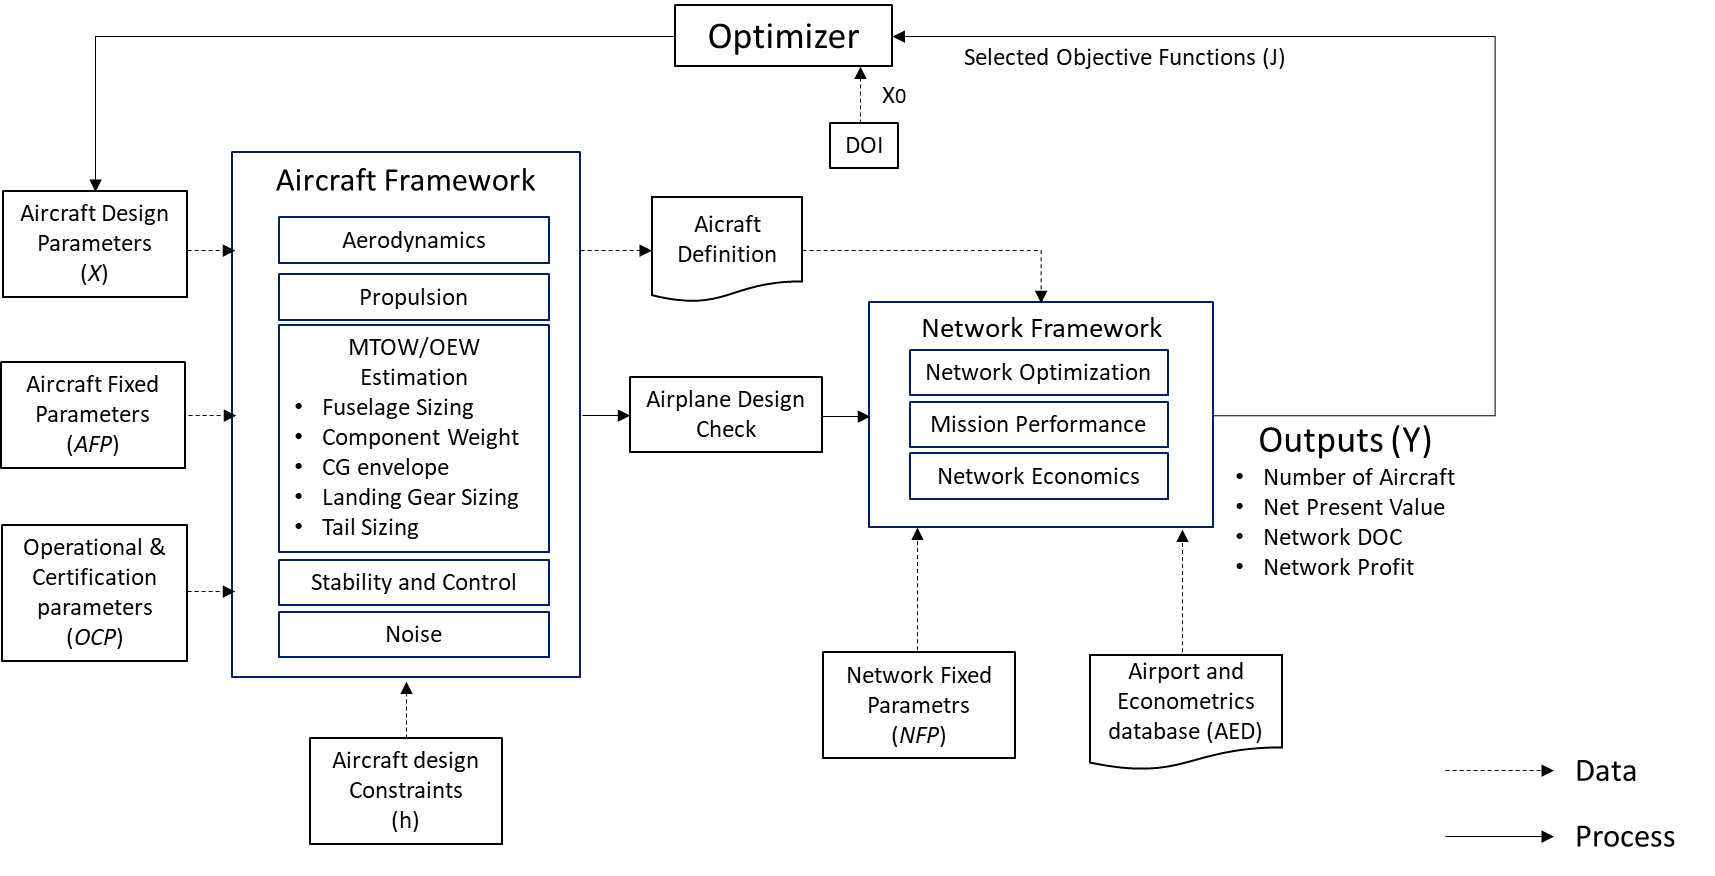 Optimizer
Selected Objective Functions (J)
X0
DOI
Aircraft Design
Parameters
(X)
Aircraft Fixed
Parameters
(AFP)
Operational &
Certification
parameters
(OCP)
Aircraft Framework
Aerodynamics
Propulsion
MTOW/OEW
Estimation
• Fuselage Sizing
• Component Weight
• CG envelope
• Landing Gear Sizing
• Tail Sizing
Stability and Control
Noise
Aircraft design
Constraints
(h)
Aicraft
Definition
Airplane Design
Check
Network Framework
Network Optimization
Mission Performance
Network Economics
Outputs (Y)
• Number of Aircraft
• Net Present Value
• Network DOC
• Network Profit
Network Fixed
Parametrs
(NFP)
Airport and
Econometrics
database (AED)
Data
Process